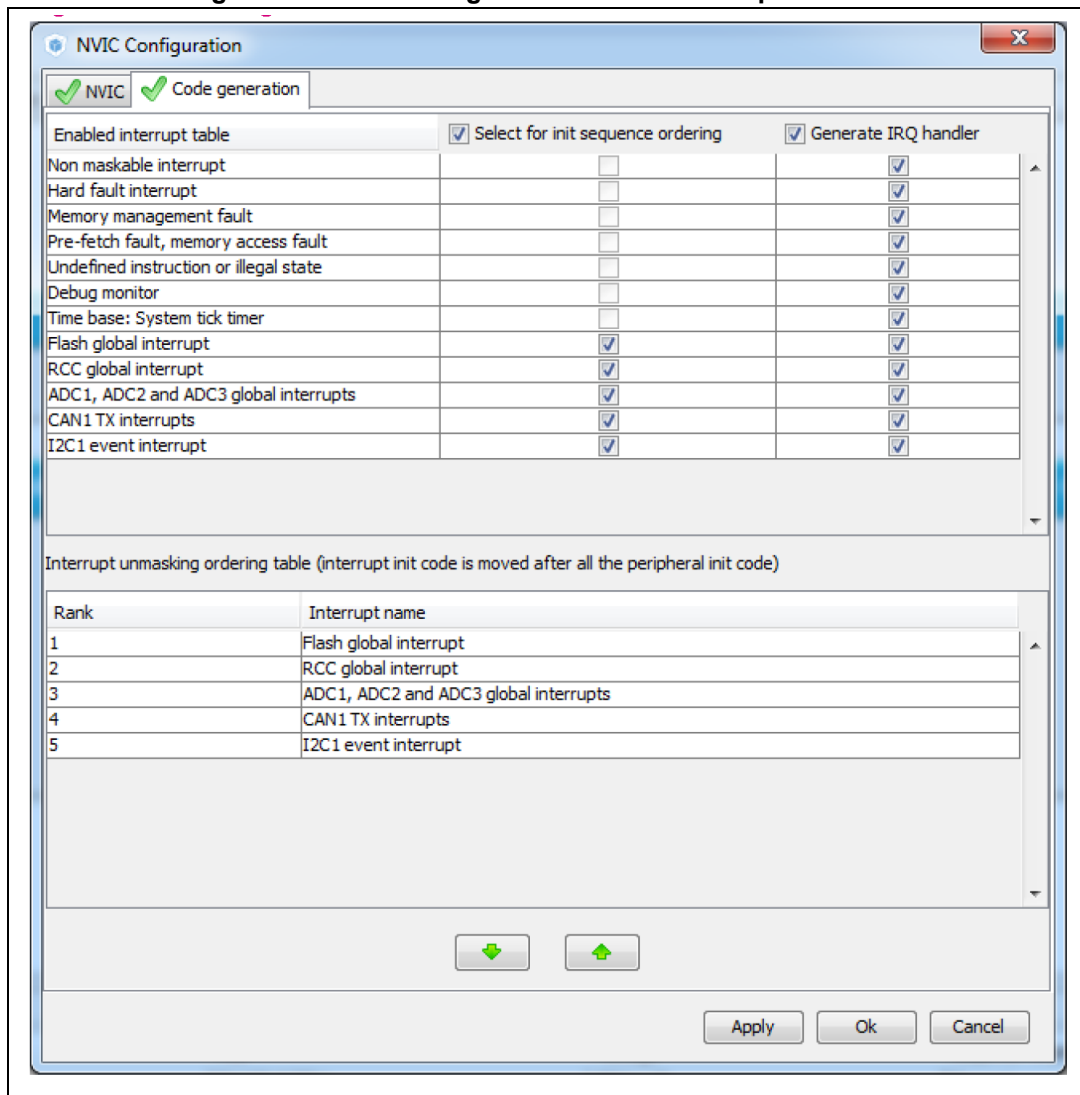 NVIC Configuration
NVIC Code generation
Enabled interrupt table Select for init sequence ordering Generate IRQ handler
Non maskable interrupt
Hard fault interrupt
Memory management fault
Pre-fetch fault, memory access fault
Undefined instruction or illegal state
Debug monitor
Time base: System tick timer
Flash global interrupt
RCC global interrupt
ADC1, ADC2 and ADC3 global interrupts
CAN1 TX interrupts
I2C1 event interrupt
Interrupt unmasking ordering table (interrupt init code is moved after all the peripheral init code)
Rank Interrupt name
1 Flash global interrupt
2 RCC global interrupt
3 ADC1, ADC2 and ADC3 global interrupts
4 CAN1 TX interrupts
5 I2C1 event interrupt
Apply Ok Cancel